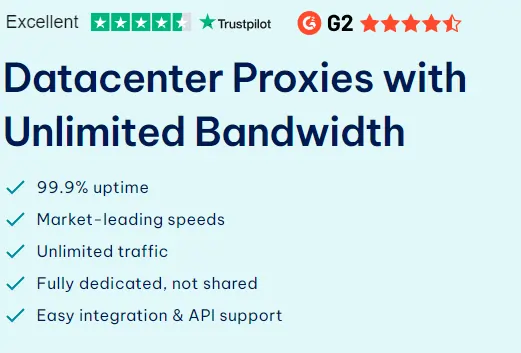 Excellent Trustpilot G2
Datacenter Proxies with
Unlimited Bandwidth
99.9% uptime
Market-leading speeds
Unlimited traffic
Fully dedicated, not shared
Easy integration & API support